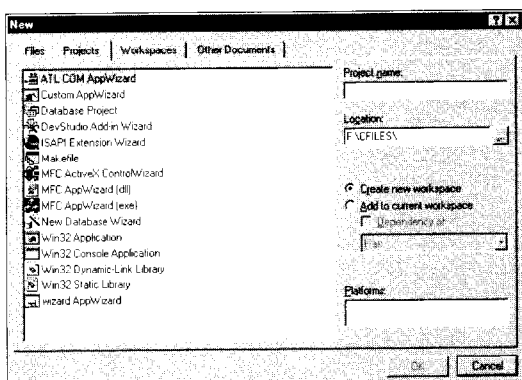 New
Files Projects Workspaces Other Documents
ATL COM AppWizard
Custom AppWizard
Database Project
DevStudio Add-in Wizard
ISAPI Extension Wizard
Makefile
MFC ActiveX ControlWizard
MFC AppWizard (dll)
MFC AppWizard (exe)
New Database Wizard
Win32 Application
Win32 Console Application
Win32 Dynamic-Link Library
Win32 Static Library
wizard AppWizard
Project name:
Location:
F:\CFILES\
...
Create new workspace
Add to current workspace
Dependency of:
Platforms:
OK Cancel